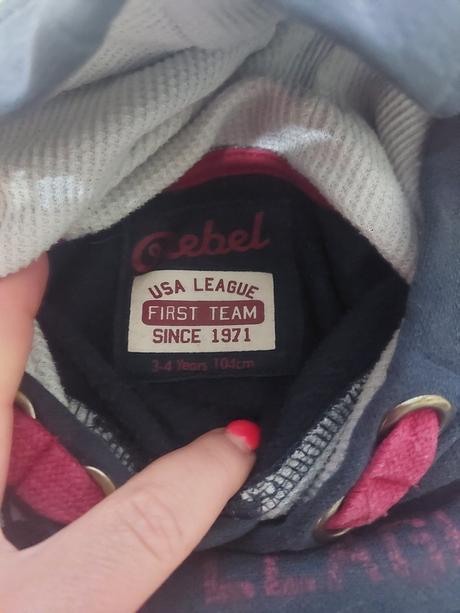 Rebel
USA LEAGUE
FIRST TEAM
SINCE 1971
3-4 Years 104cm